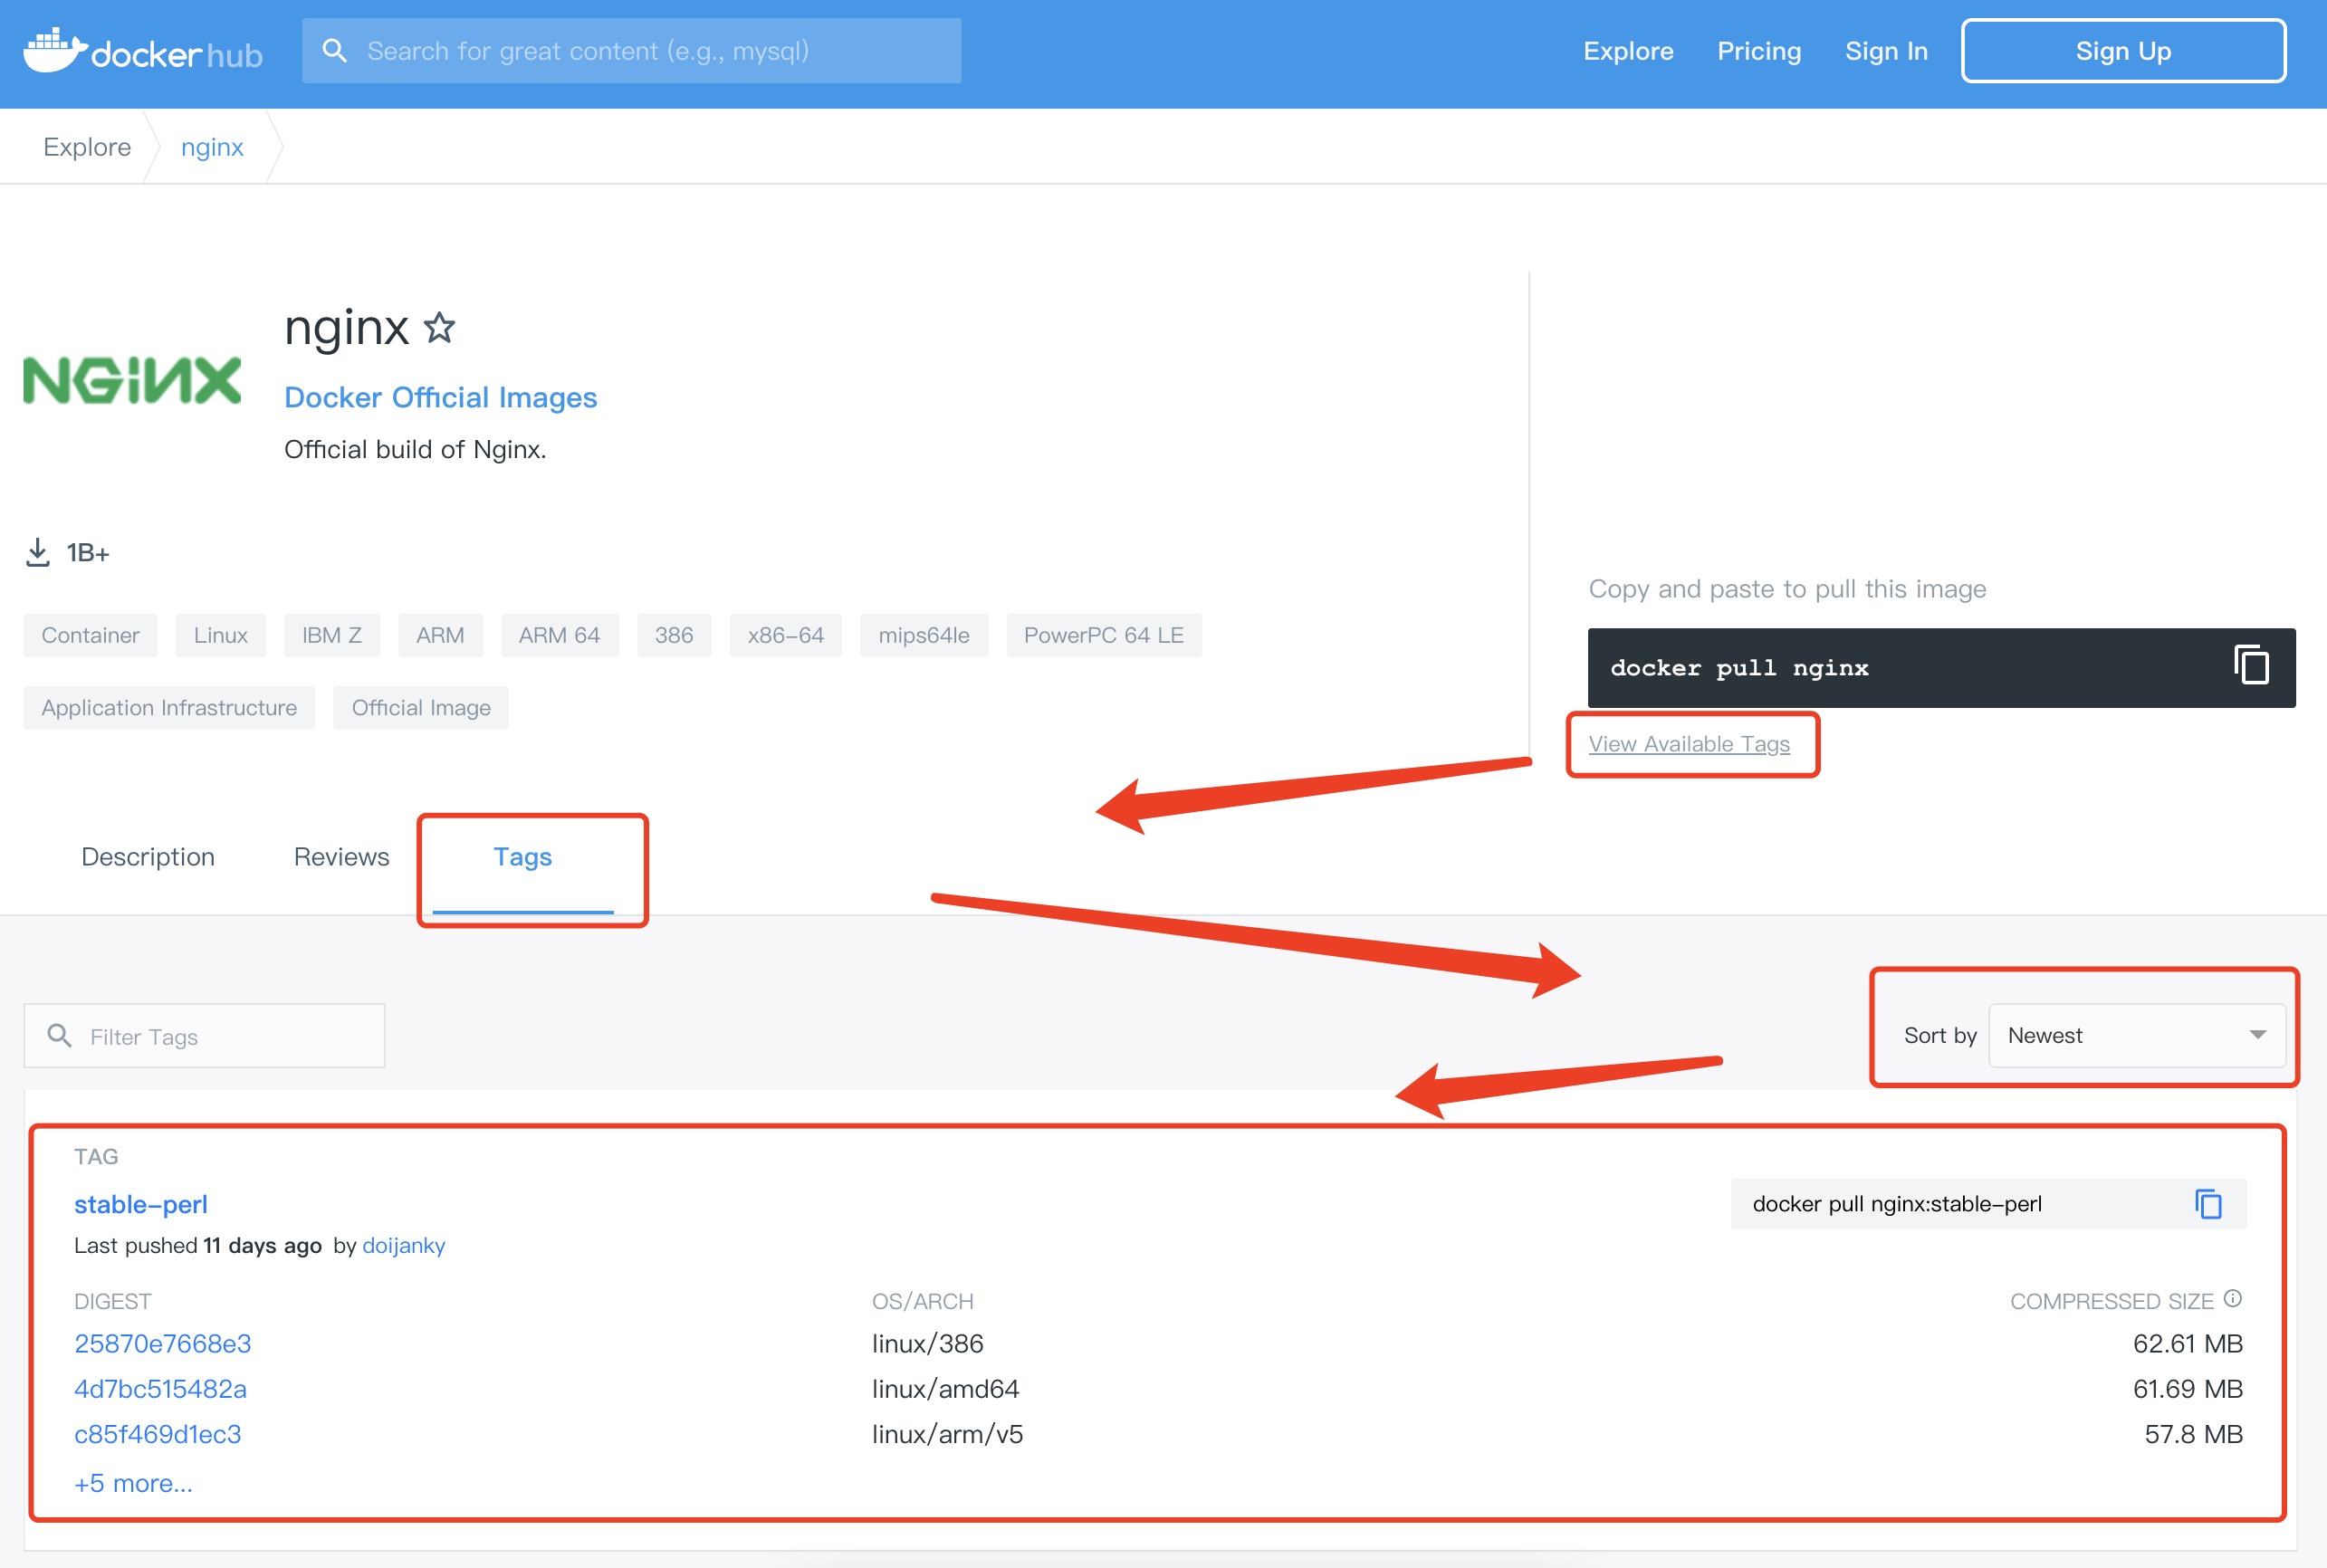 docker hub
Search for great content (e.g., mysql)
Explore
Pricing
Sign In
Sign Up
Explore
nginx
NGINX
nginx
Docker Official Images
Official build of Nginx.
1B+
Container
Linux
IBM Z
ARM
ARM 64
386
x86-64
mips64le
PowerPC 64 LE
Application Infrastructure
Official Image
Copy and paste to pull this image
docker pull nginx
View Available Tags
Description
Reviews
Tags
Filter Tags
Sort by
Newest
TAG
stable-perl
docker pull nginx:stable-perl
Last pushed 11 days ago by doijanky
DIGEST
OS/ARCH
COMPRESSED SIZE
25870e7668e3
linux/386
62.61 MB
4d7bc515482a
linux/amd64
61.69 MB
c85f469d1ec3
linux/arm/v5
57.8 MB
+5 more...